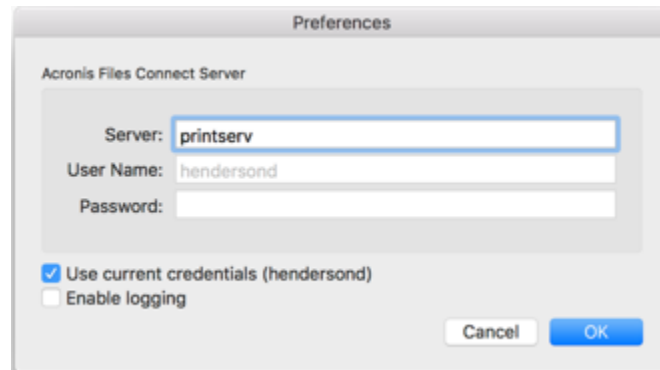 Preferences
Acronis Files Connect Server
Server: printserv
User Name: hendersond
Password:
Use current credentials (hendersond)
Enable logging
Cancel OK